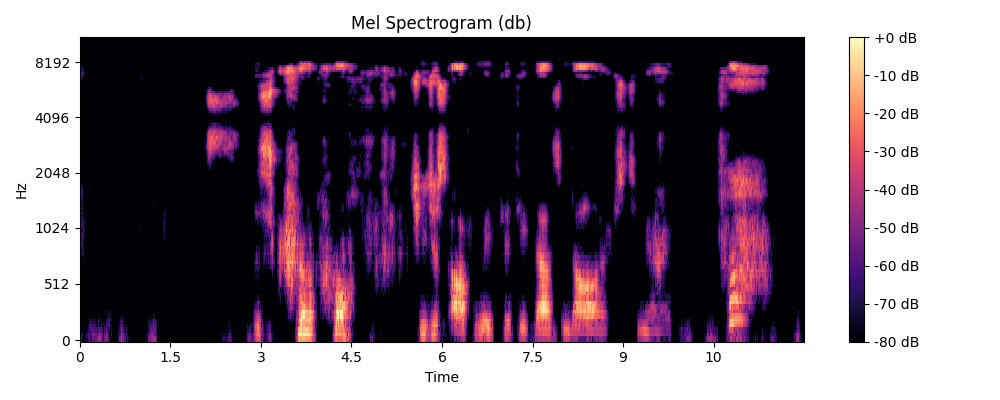 Mel Spectrogram (db)
Hz
8192
4096
2048
1024
512
0
0 1.5 3 4.5 6 7.5 9 10
Time
+0 dB
-10 dB
-20 dB
-30 dB
-40 dB
-50 dB
-60 dB
-70 dB
-80 dB